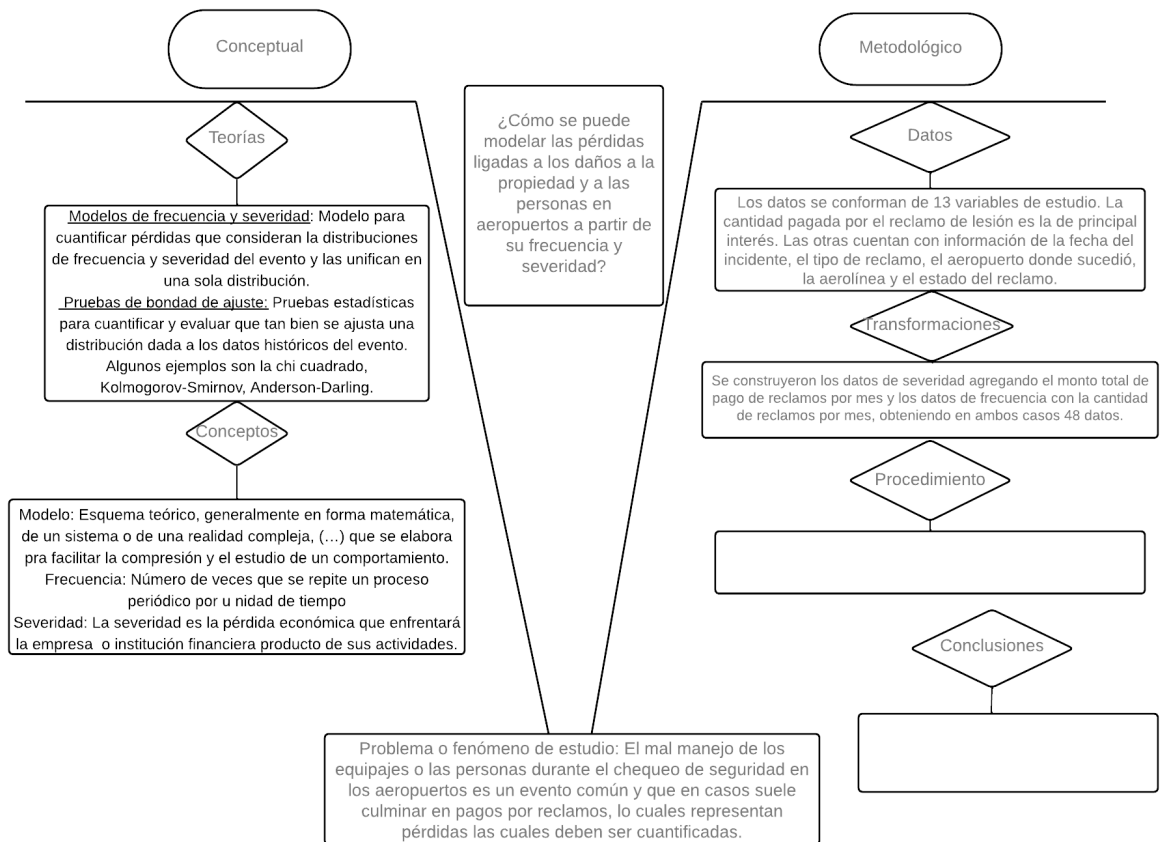 Conceptual
Teorías
Modelos de frecuencia y severidad: Modelo para
cuantificar pérdidas que consideran la distribuciones
de frecuencia y severidad del evento y las unifican en
una sola distribución.
Pruebas de bondad de ajuste: Pruebas estadísticas
para cuantificar y evaluar que tan bien se ajusta una
distribución dada a los datos históricos del evento.
Algunos ejemplos son la chi cuadrado,
Kolmogorov-Smirnov, Anderson-Darling.
Conceptos
Modelo: Esquema teórico, generalmente en forma matemática,
de un sistema o de una realidad compleja, (…) que se elabora
pra facilitar la compresión y el estudio de un comportamiento.
Frecuencia: Número de veces que se repite un proceso
periódico por u nidad de tiempo
Severidad: La severidad es la pérdida económica que enfrentará
la empresa o institución financiera producto de sus actividades.
¿Cómo se puede
modelar las pérdidas
ligadas a los daños a la
propiedad y a las
personas en
aeropuertos a partir de
su frecuencia y
severidad?
Metodológico
Datos
Los datos se conforman de 13 variables de estudio. La
cantidad pagada por el reclamo de lesión es la de principal
interés. Las otras cuentan con información de la fecha del
incidente, el tipo de reclamo, el aeropuerto donde sucedió,
la aerolínea y el estado del reclamo.
Transformaciones
Se construyeron los datos de severidad agregando el monto total de
pago de reclamos por mes y los datos de frecuencia con la cantidad
de reclamos por mes, obteniendo en ambos casos 48 datos.
Procedimiento
Conclusiones
Problema o fenómeno de estudio: El mal manejo de los
equipajes o las personas durante el chequeo de seguridad en
los aeropuertos es un evento común y que en casos suele
culminar en pagos por reclamos, lo cuales representan
pérdidas las cuales deben ser cuantificadas.